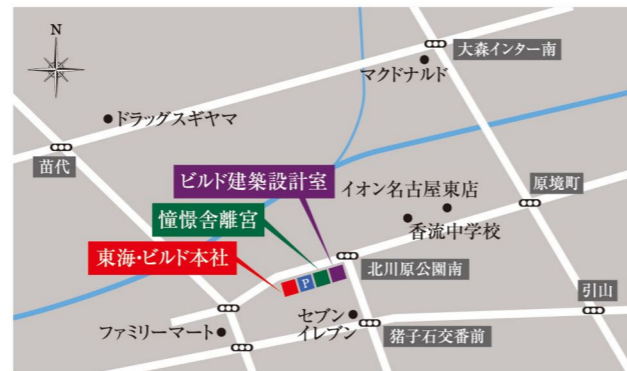 N
大森インター南
マクドナルド
ドラッグスギヤマ
苗代
ビルド建築設計室
イオン名古屋東店
原境町
憧憬舎離宮
香流中学校
東海・ビルド本社
北川原公園南
P
引山
セブン
イレブン
ファミリーマート
猪子石交番前